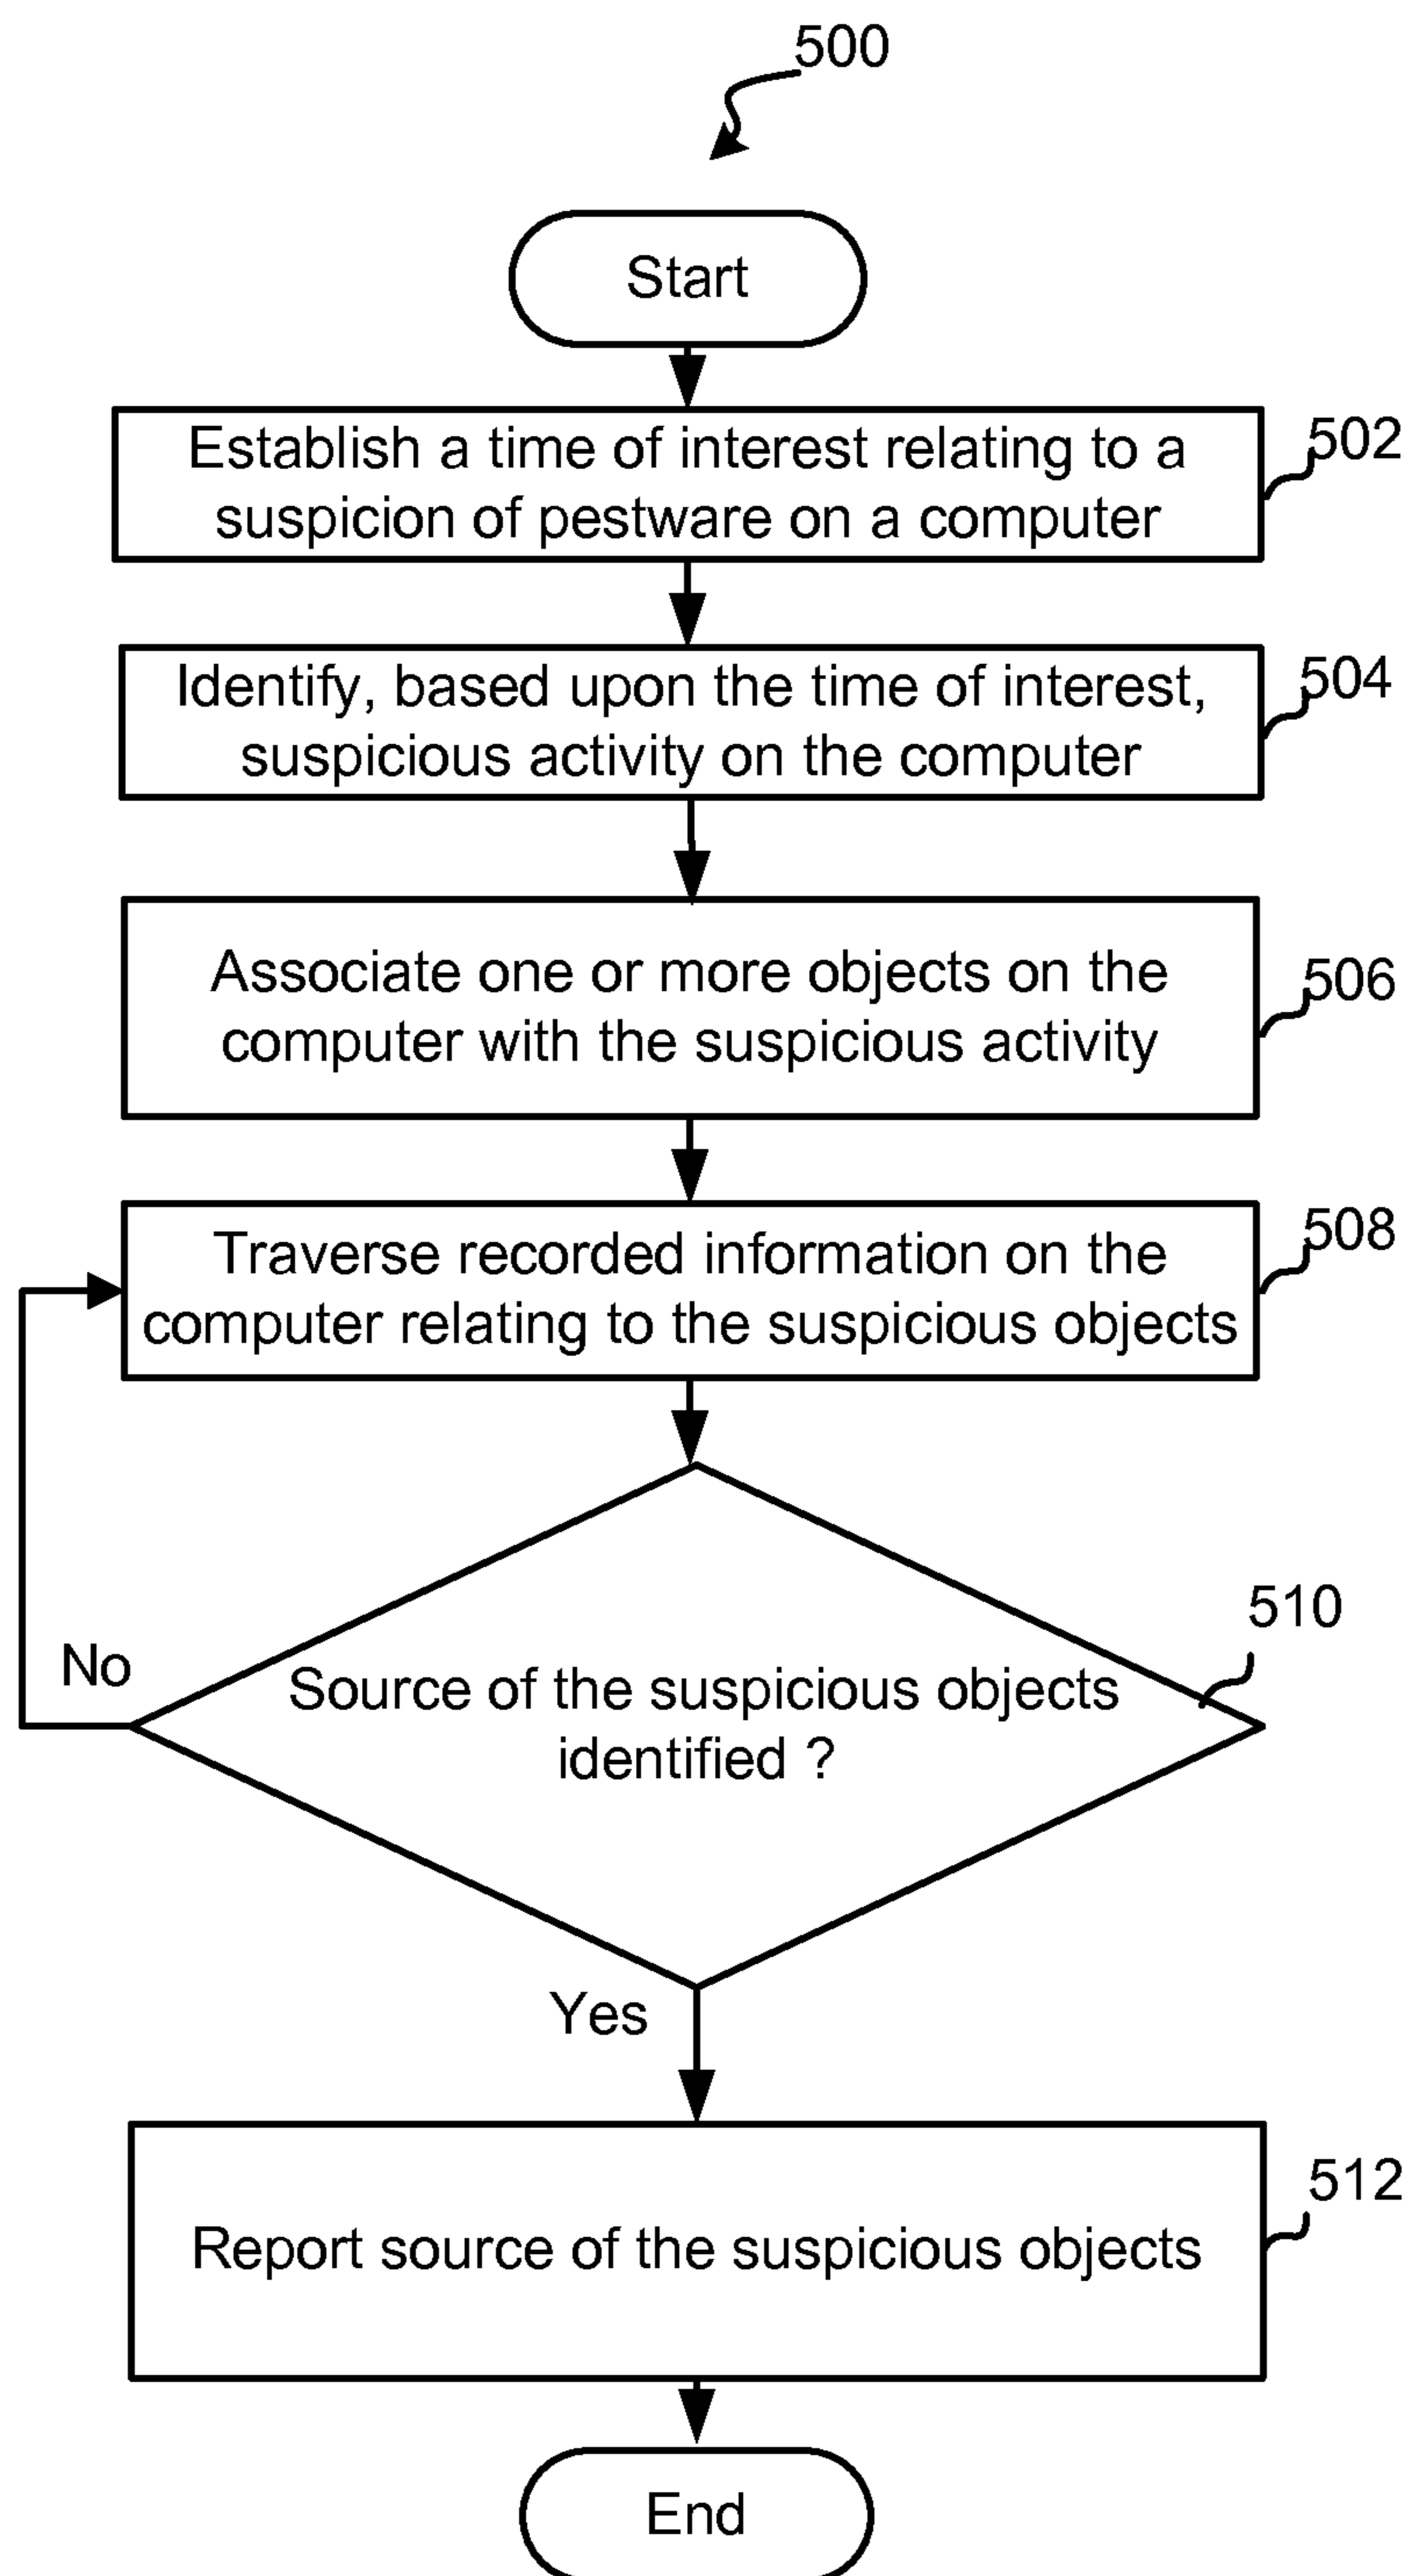 500
Start
Establish a time of interest relating to a
suspicion of pestware on a computer
502
Identify, based upon the time of interest,
suspicious activity on the computer
504
Associate one or more objects on the
computer with the suspicious activity
506
Traverse recorded information on the
computer relating to the suspicious objects
508
510
No
Source of the suspicious objects
identified ?
Yes
512
Report source of the suspicious objects
End